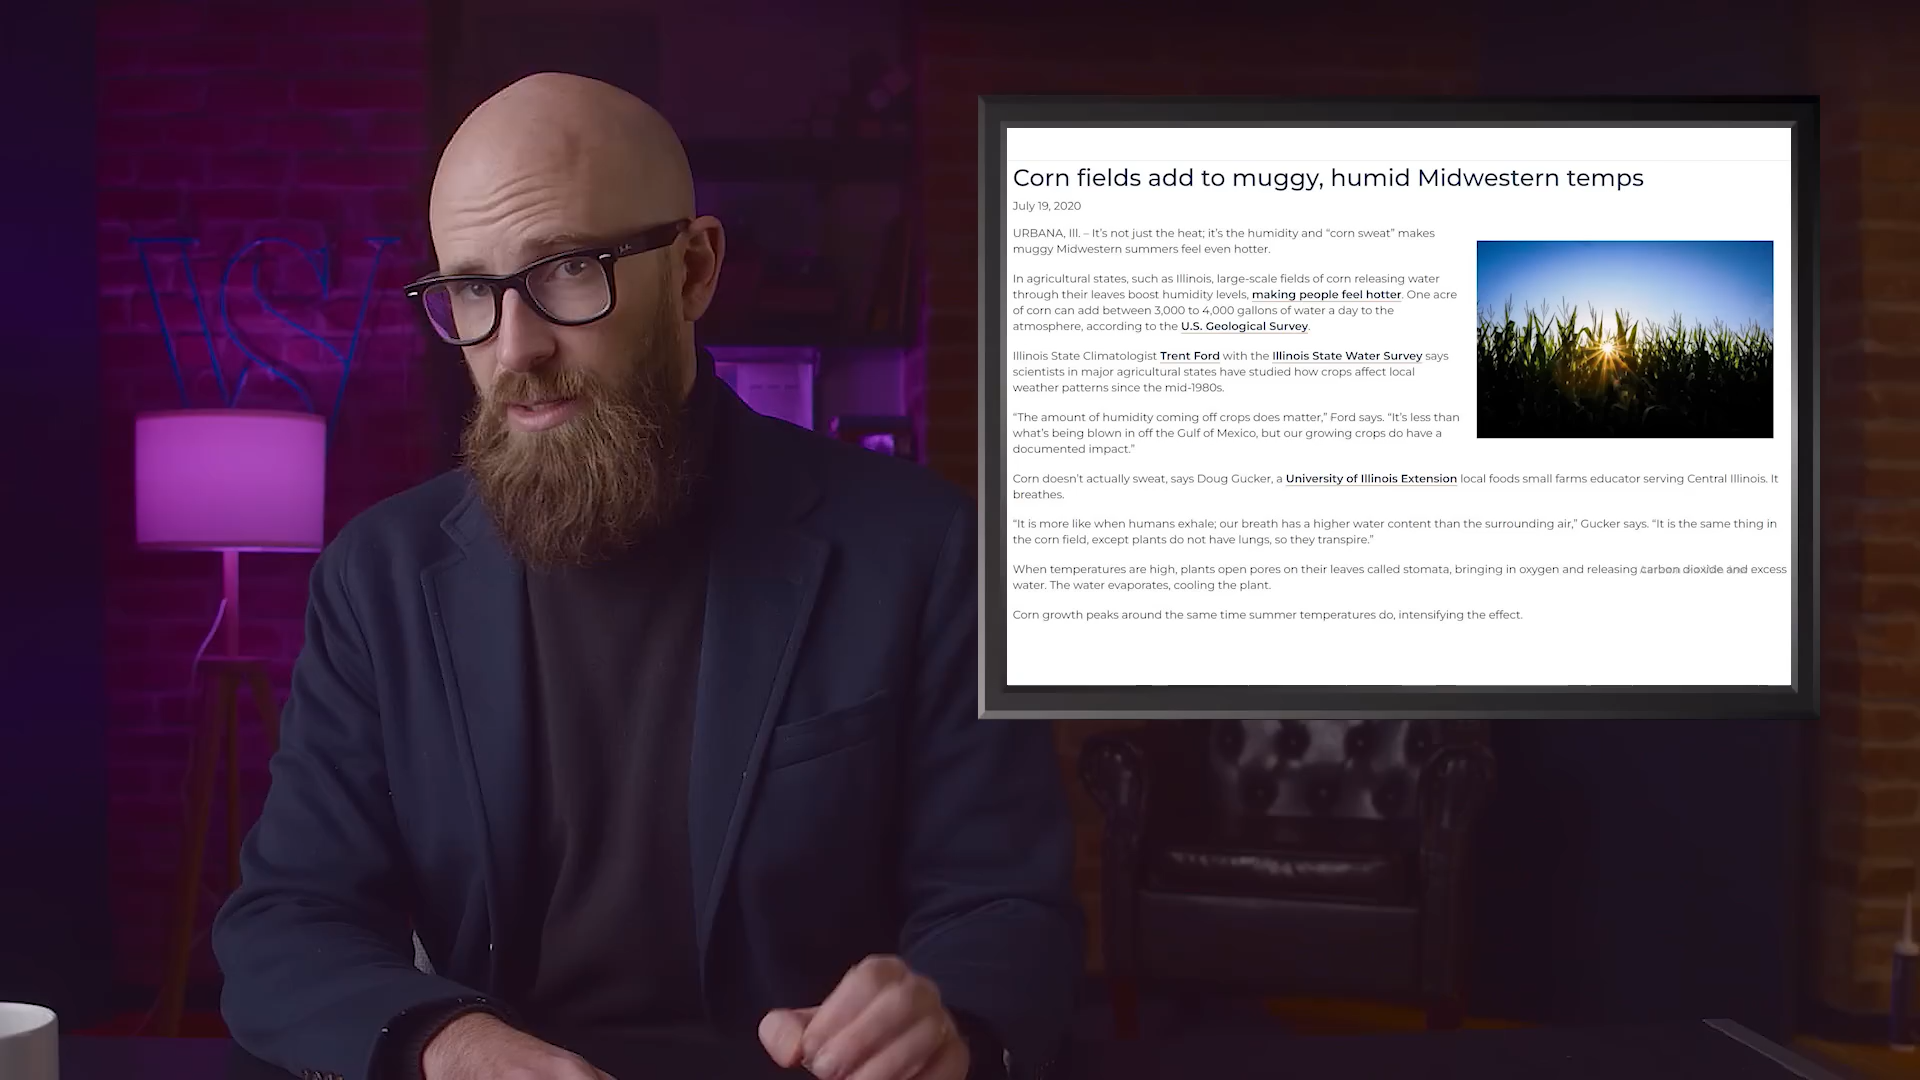 VS
Corn fields add to muggy, humid Midwestern temps
July 19, 2020
URBANA, Ill. – It’s not just the heat; it’s the humidity and “corn sweat” makes
muggy Midwestern summers feel even hotter.
In agricultural states, such as Illinois, large-scale fields of corn releasing water
through their leaves boost humidity levels, making people feel hotter. One acre
of corn can add between 3,000 to 4,000 gallons of water a day to the
atmosphere, according to the U.S. Geological Survey.
Illinois State Climatologist Trent Ford with the Illinois State Water Survey says
scientists in major agricultural states have studied how crops affect local
weather patterns since the mid-1980s.
“The amount of humidity coming off crops does matter,” Ford says. “It’s less than
what’s being blown in off the Gulf of Mexico, but our growing crops do have a
documented impact.”
Corn doesn’t actually sweat, says Doug Gucker, a University of Illinois Extension local foods small farms educator serving Central Illinois. It
breathes.
“It is more like when humans exhale; our breath has a higher water content than the surrounding air,” Gucker says. “It is the same thing in
the corn field, except plants do not have lungs, so they transpire.”
When temperatures are high, plants open pores on their leaves called stomata, bringing in oxygen and releasing carbon dioxide and excess
water. The water evaporates, cooling the plant.
Corn growth peaks around the same time summer temperatures do, intensifying the effect.